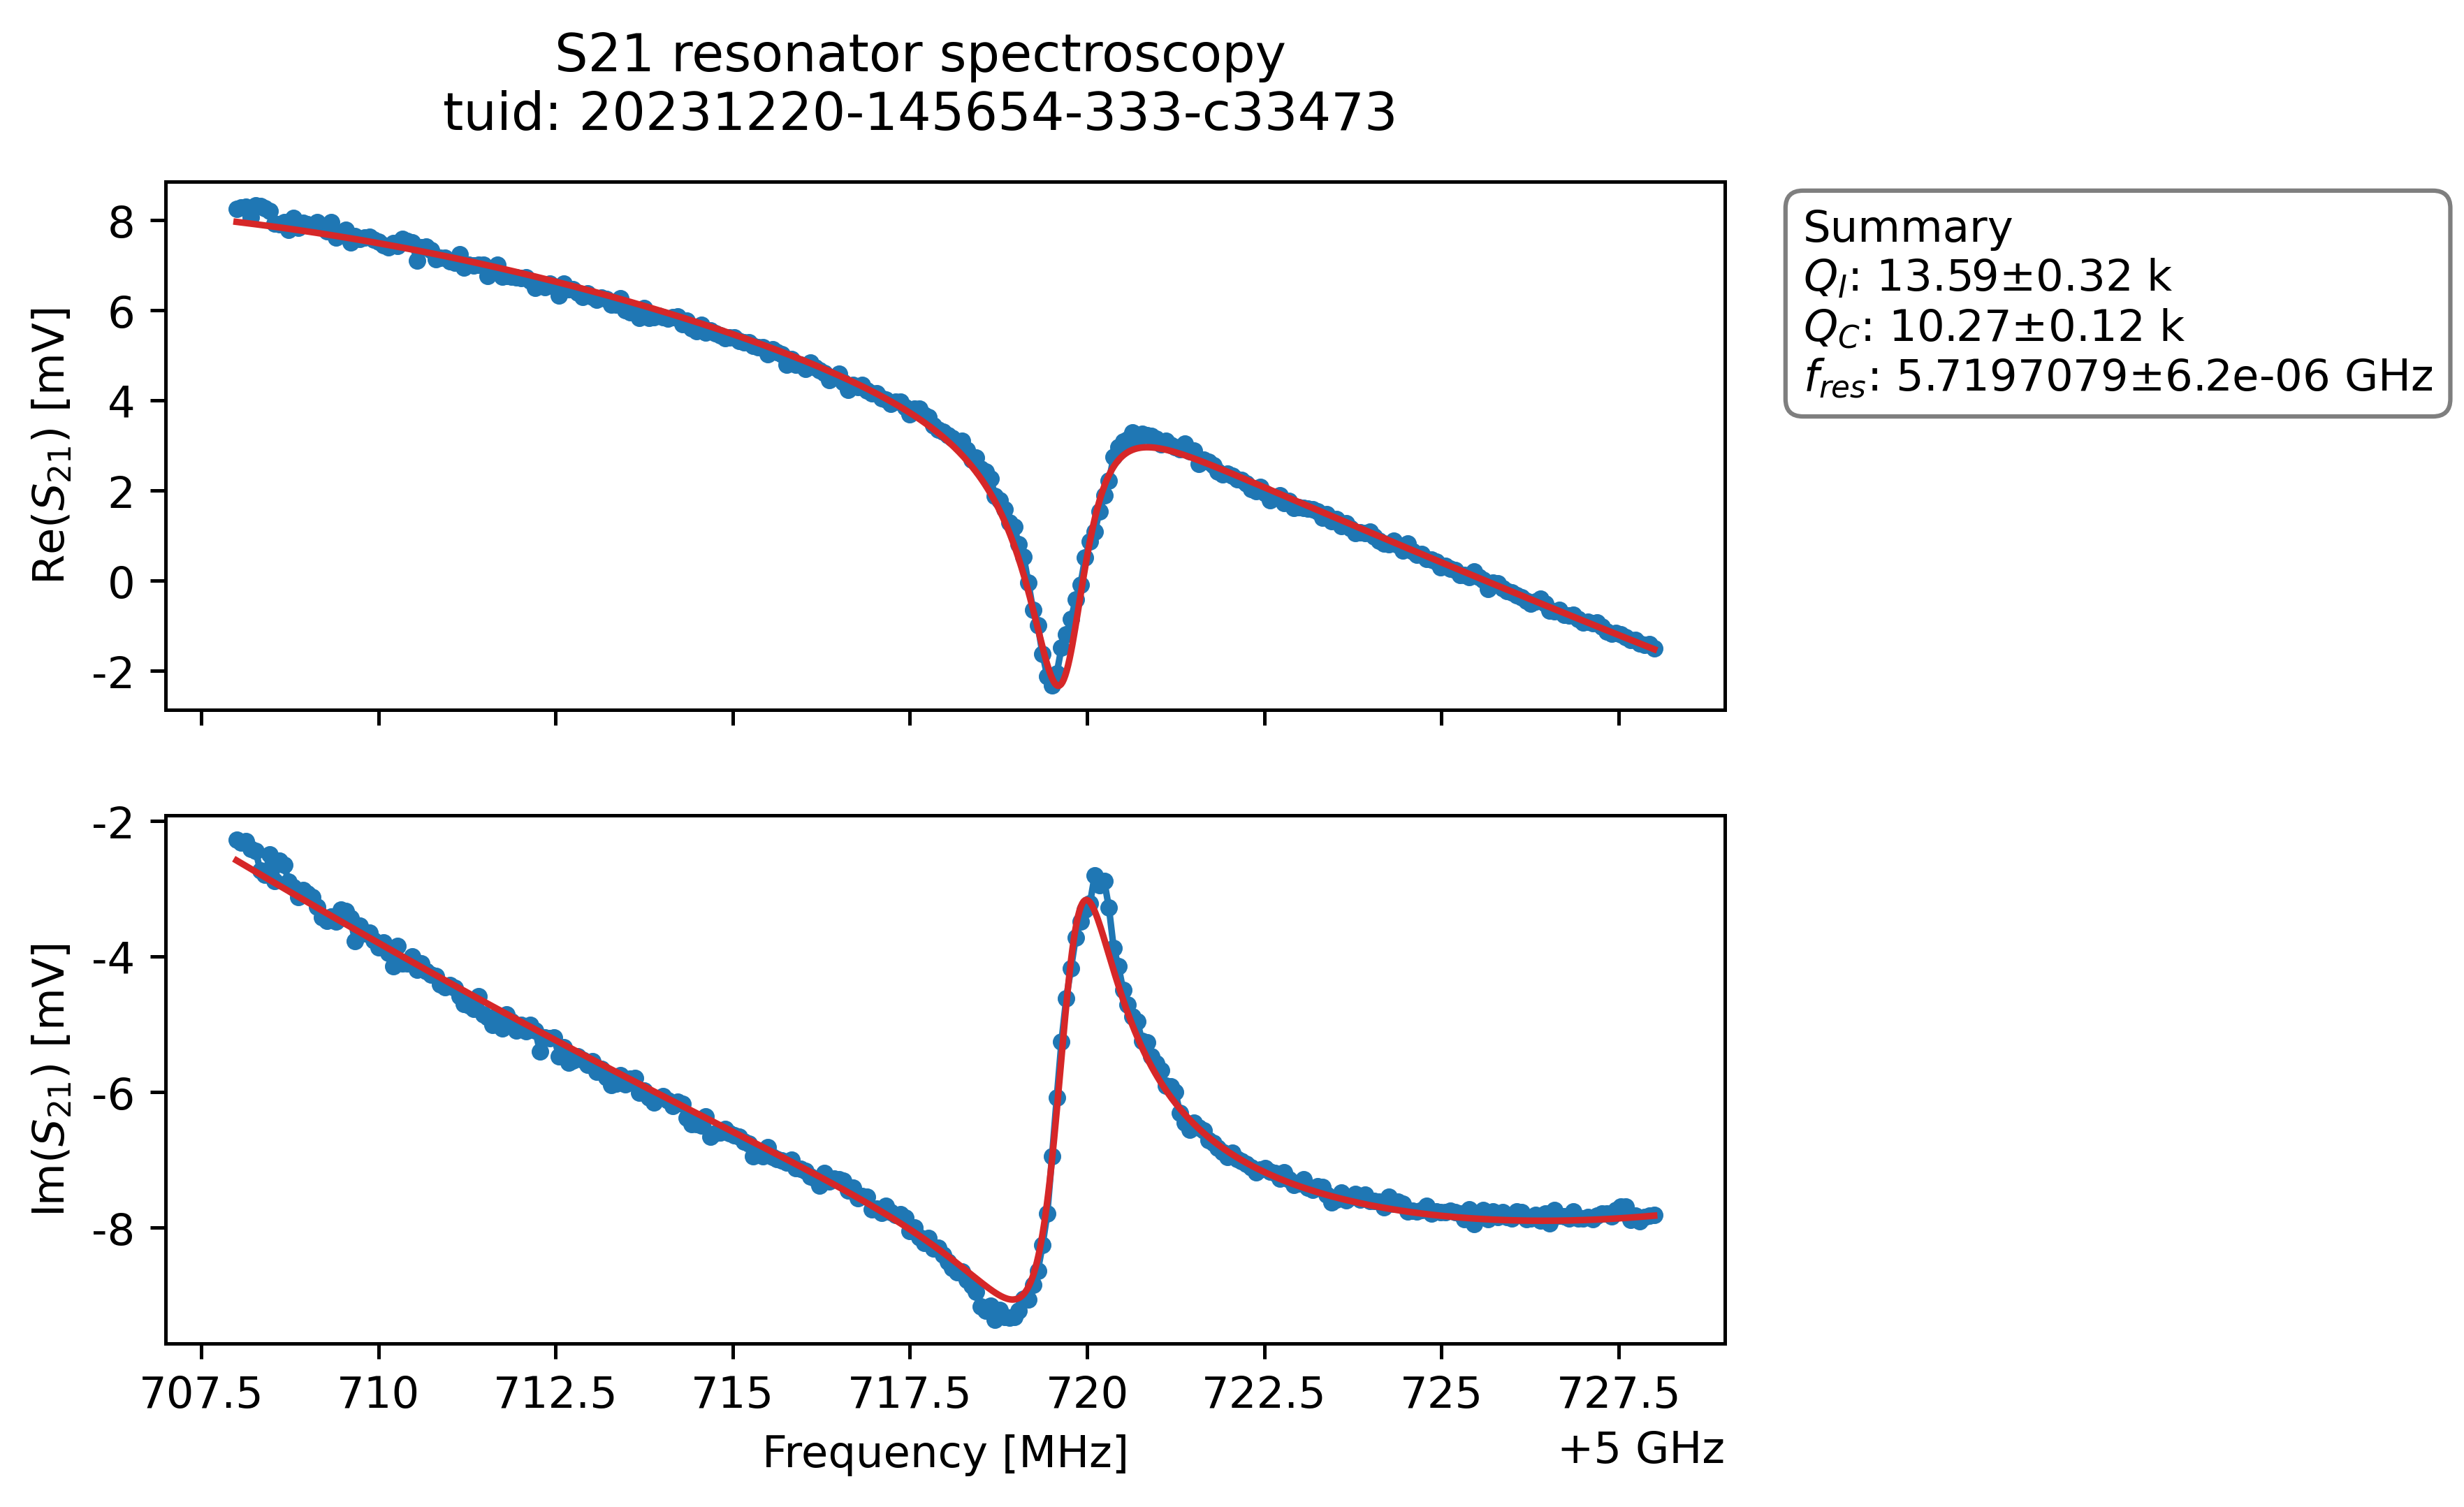 S21 resonator spectroscopy
tuid: 20231220-145654-333-c33473
8
6
4
2
0
-2
Re(S₂₁) [mV]
Summary
Q_I: 13.59±0.32 k
Q_C: 10.27±0.12 k
f_res: 5.7197079±6.2e-06 GHz
-2
-4
-6
-8
Im(S₂₁) [mV]
707.5 710 712.5 715 717.5 720 722.5 725 727.5
Frequency [MHz]
+5 GHz